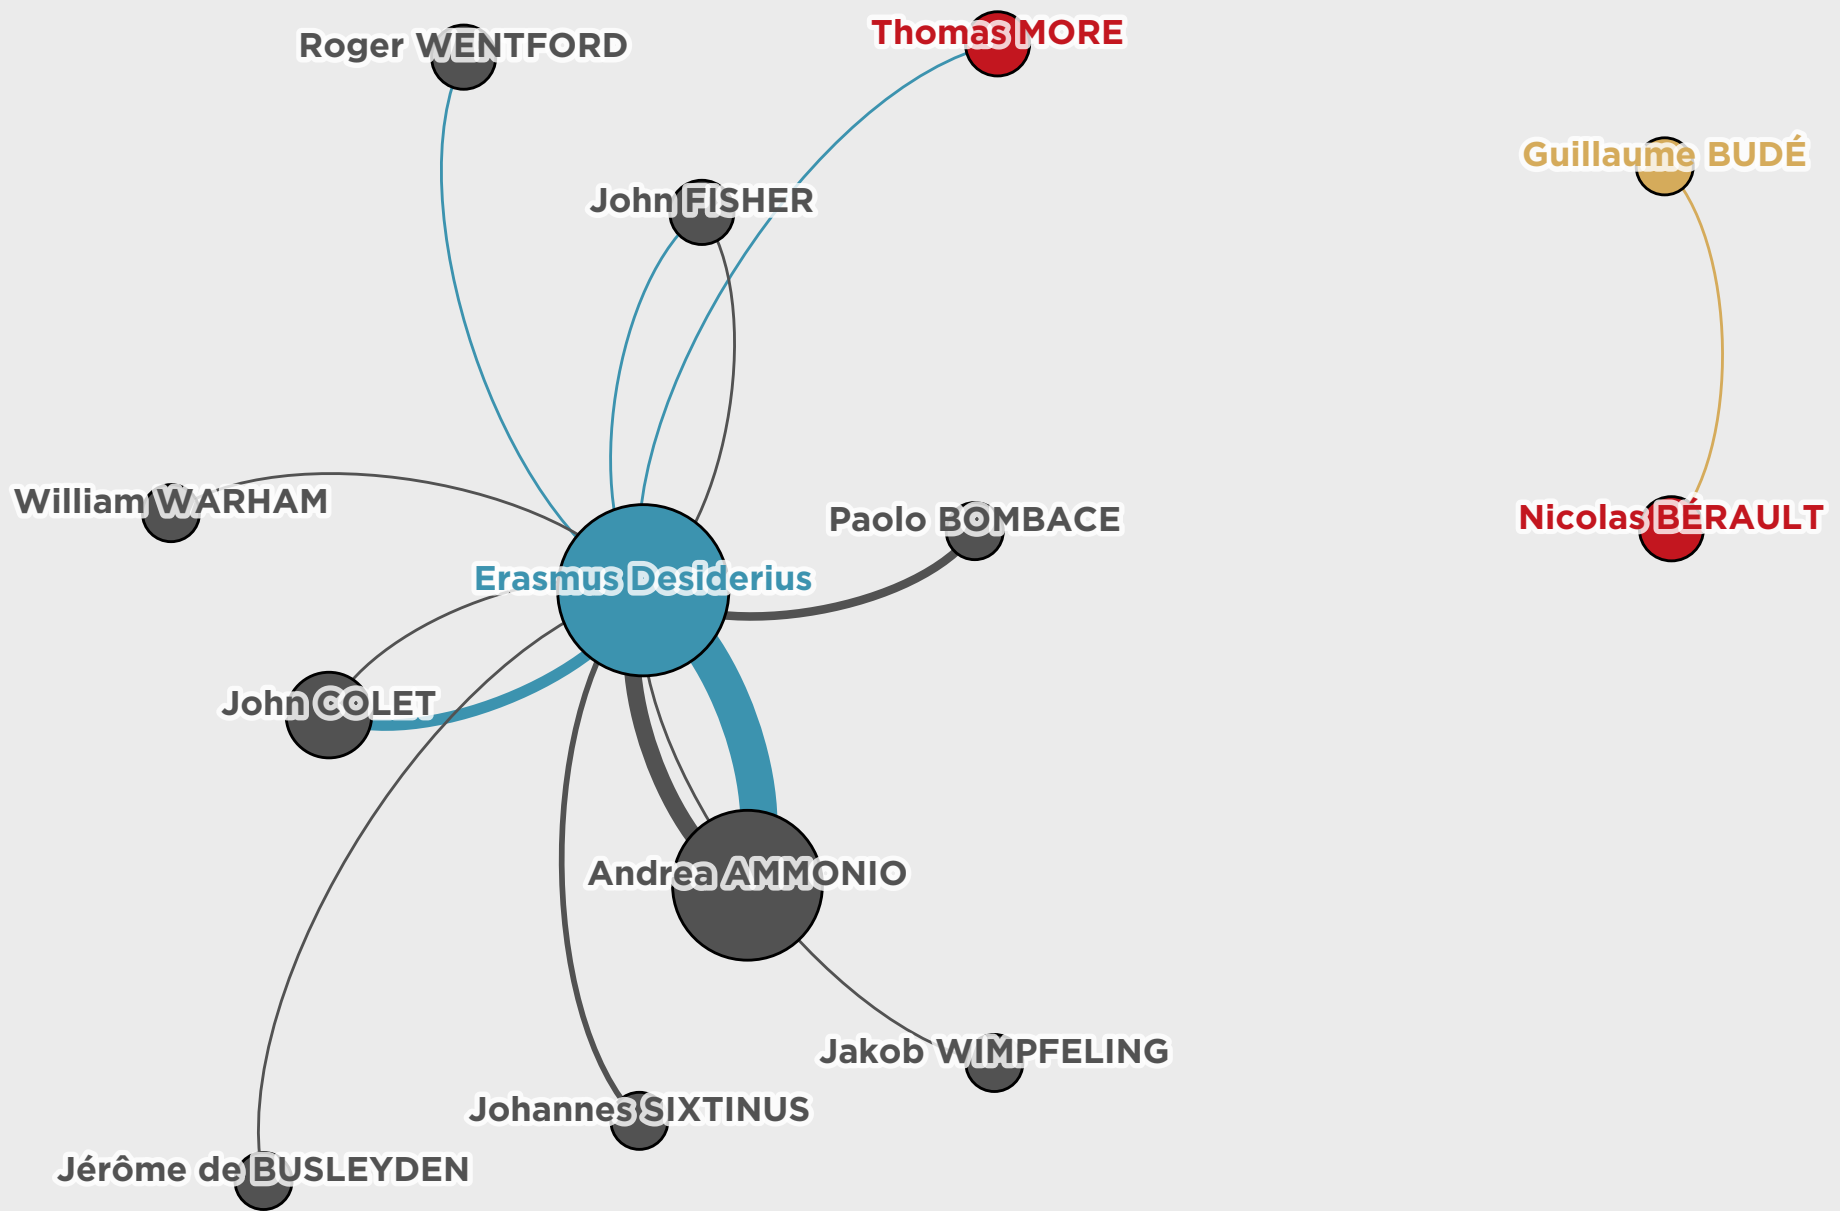 Thomas MORE
Roger WENTFORD
Guillaume BUDÉ
John FISHER
William WARHAM
Paolo BOMBACE
Nicolas BÉRAULT
Erasmus Desiderius
John COLET
Andrea AMMONIO
Jakob WIMPFELING
Johannes SIXTINUS
Jérôme de BUSLEYDEN